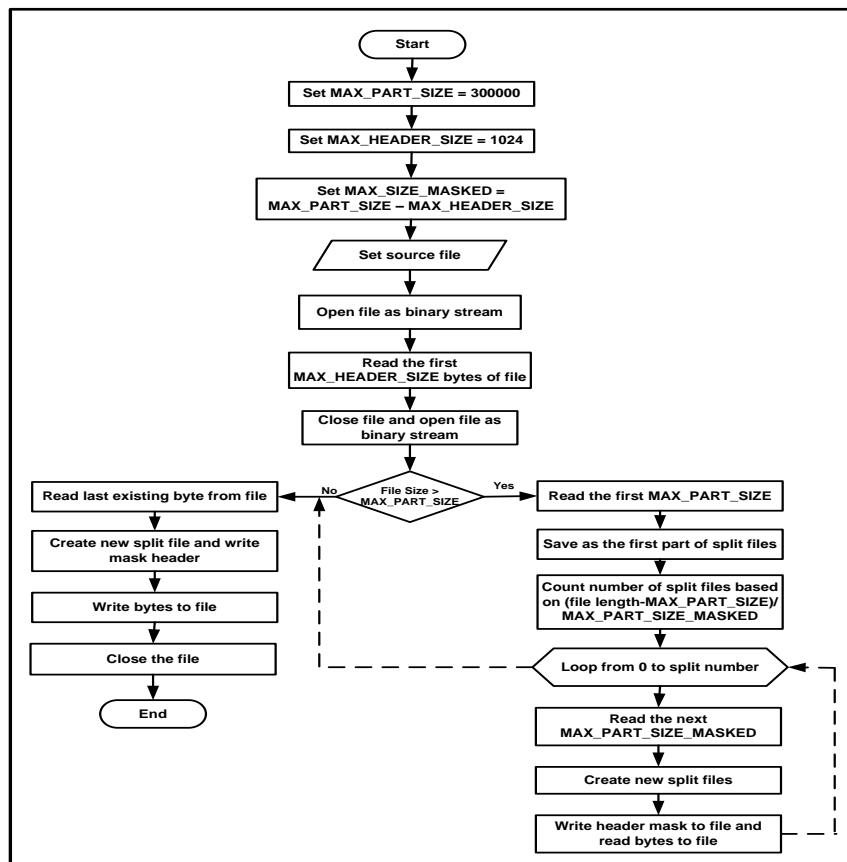 Start
Set MAX_PART_SIZE = 300000
Set MAX_HEADER_SIZE = 1024
Set MAX_SIZE_MASKED =
MAX_PART_SIZE – MAX_HEADER_SIZE
Set source file
Open file as binary stream
Read the first
MAX_HEADER_SIZE bytes of file
Close file and open file as
binary stream
File Size >
MAX_PART_SIZE
No
Yes
Read last existing byte from file
Create new split file and write
mask header
Write bytes to file
Close the file
End
Read the first MAX_PART_SIZE
Save as the first part of split files
Count number of split files based
on (file length-MAX_PART_SIZE)/
MAX_PART_SIZE_MASKED
Loop from 0 to split number
Read the next
MAX_PART_SIZE_MASKED
Create new split files
Write header mask to file and
read bytes to file